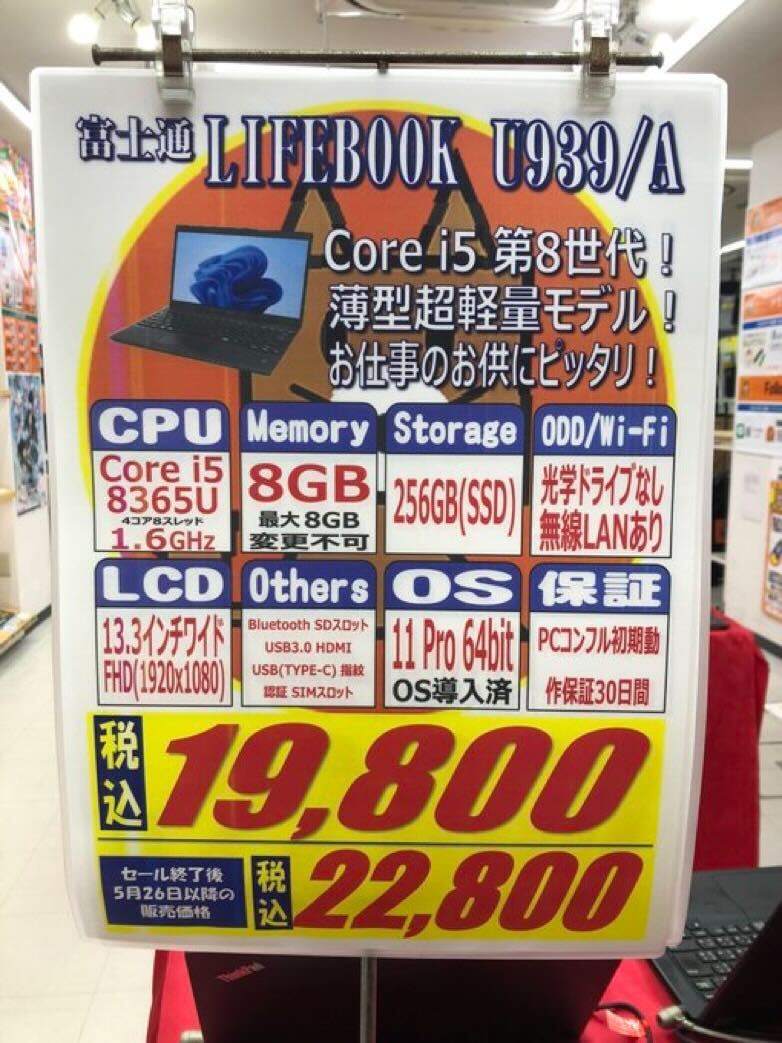 富士通 LIFEBOOK U939/A
Core i5 第8世代！
薄型超軽量モデル！
お仕事のお供にピッタリ！
CPU
Core i5
8365U
4コア8スレッド
1.6GHz
Memory
8GB
最大8GB
変更不可
Storage
256GB(SSD)
ODD/Wi-Fi
光学ドライブなし
無線LANあり
LCD
13.3インチワイド
FHD(1920x1080)
Others
Bluetooth SDスロット
USB3.0 HDMI
USB(TYPE-C) 指紋
認証 SIMスロット
OS
11 Pro 64bit
OS導入済
保証
PCコンフル初期動
作保証30日間
税込 19,800
セール終了後
5月26日以降の
販売価格
税込 22,800
ThinkPad